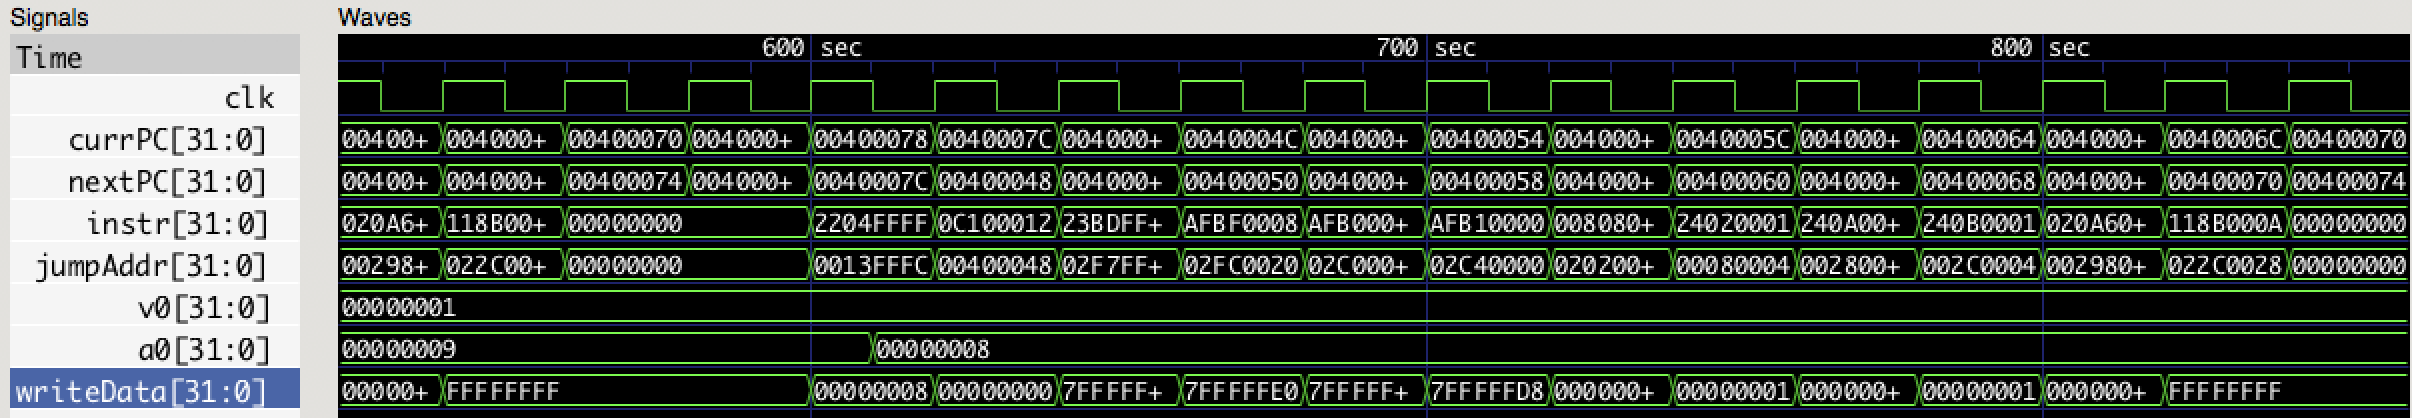 Signals Waves
Time 600 sec 700 sec 800 sec
clk
currPC[31:0] 00400+ 004000+ 00400070 004000+ 00400078 0040007C 004000+ 0040004C 004000+ 00400054 004000+ 0040005C 004000+ 00400064 004000+ 0040006C 00400070
nextPC[31:0] 00400+ 004000+ 00400074 004000+ 0040007C 00400048 004000+ 00400050 004000+ 00400058 004000+ 00400060 004000+ 00400068 004000+ 00400070 00400074
instr[31:0] 020A6+ 118B00+ 00000000 2204FFFF 0C100012 23BDFF+ AFBF0008 AFB000+ AFB10000 008080+ 24020001 240A00+ 240B0001 020A60+ 118B000A 00000000
jumpAddr[31:0] 00298+ 022C00+ 00000000 0013FFFC 00400048 02F7FF+ 02FC0020 02C000+ 02C40000 020200+ 00080004 002800+ 002C0004 002980+ 022C0028 00000000
v0[31:0] 00000001
a0[31:0] 00000009 00000008
writeData[31:0] 00000+ FFFFFFFF 00000008 00000000 7FFFFF+ 7FFFFFE0 7FFFFF+ 7FFFFFD8 000000+ 00000001 000000+ 00000001 000000+ FFFFFFFF